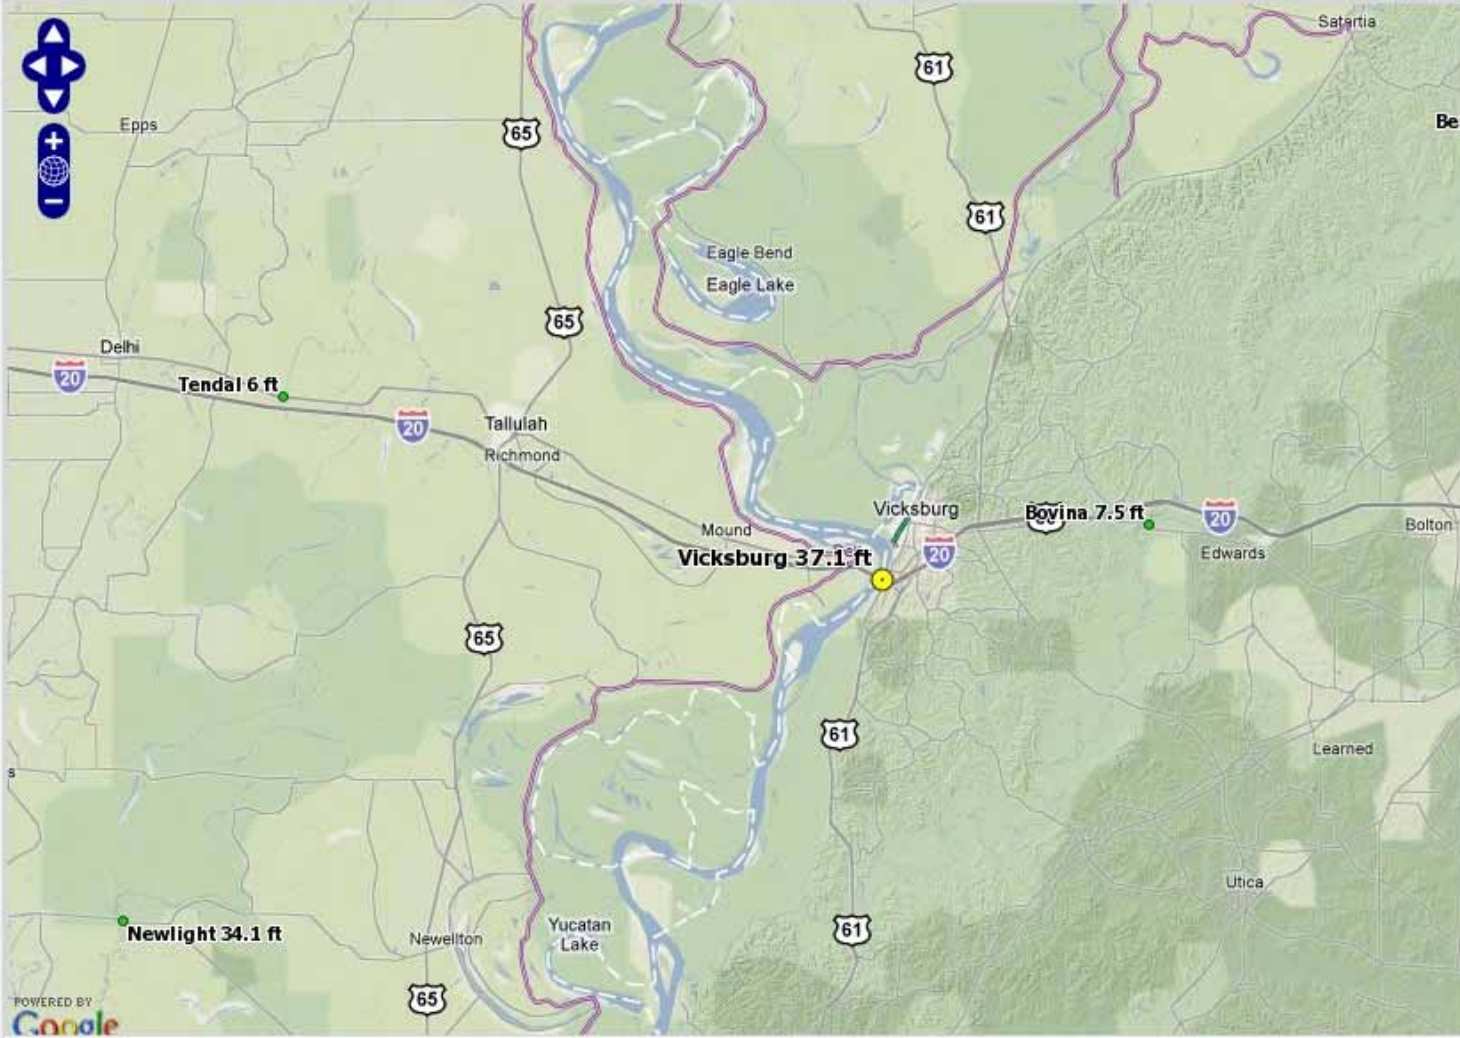 Satartia
61
Be
Epps
65
61
Eagle Bend
Eagle Lake
65
Delhi
20
Tendal 6 ft
20
Tallulah
Richmond
Vicksburg
Bovina 7.5 ft
20
Bolton
Mound
Vicksburg 37.1 ft
20
Edwards
65
61
Learned
s
Utica
Newlight 34.1 ft
Newellton
Yucatan
Lake
61
65
POWERED BY
Google